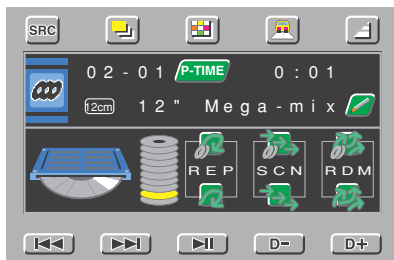 SRC
02-01 P-TIME 0:01
12cm 12" Mega-mix
REP SCN RDM
D- D+